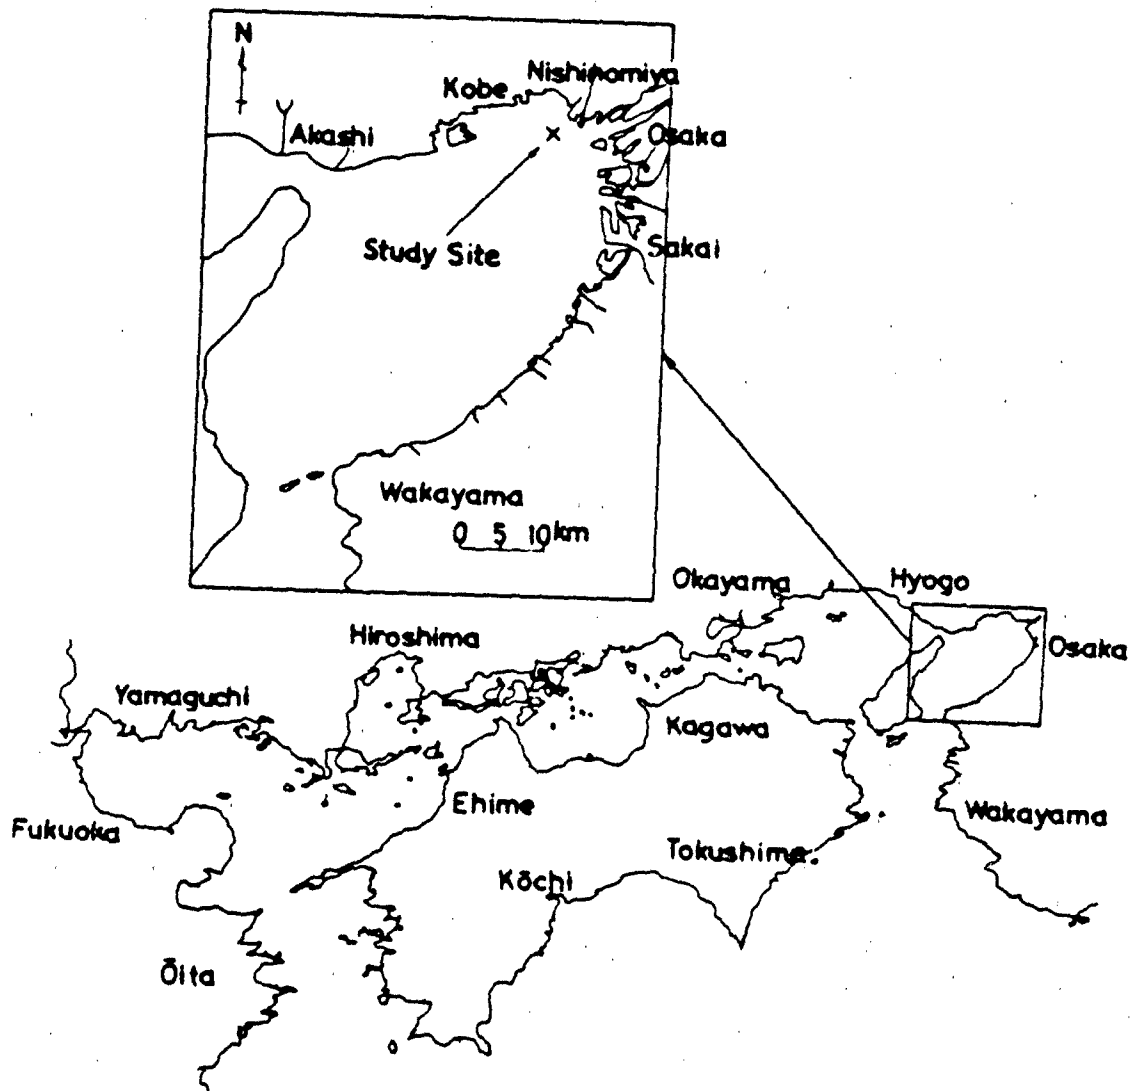 N
Nishinomiya
Kobe
Akashi
Osaka
Study Site
Sakai
Wakayama
0 5 10km
Okayama
Hyogo
Hiroshima
Osaka
Yamaguchi
Kagawa
Ehime
Wakayama
Fukuoka
Tokushima
Kōchi
Ōita